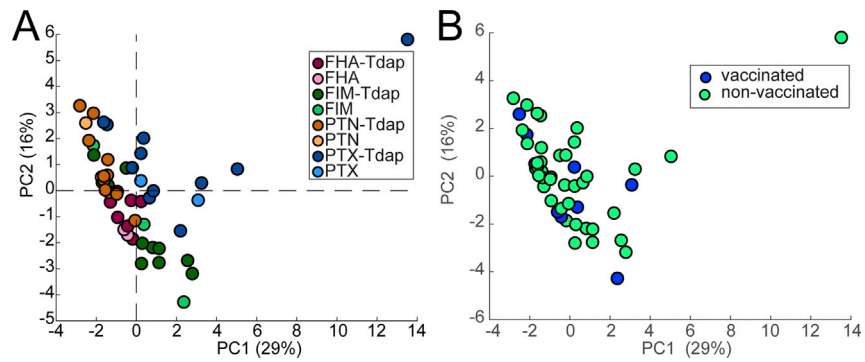 A
PC2 (16%)
6
5
4
3
2
1
0
-1
-2
-3
-4
-5
-4
-2
0
2
4
6
8
10
12
14
PC1 (29%)
FHA-Tdap
FHA
FIM-Tdap
FIM
PTN-Tdap
PTN
PTX-Tdap
PTX
B
PC2 (16%)
6
4
2
0
-2
-4
-6
-4
-2
0
2
4
6
8
10
12
14
PC1 (29%)
vaccinated
non-vaccinated